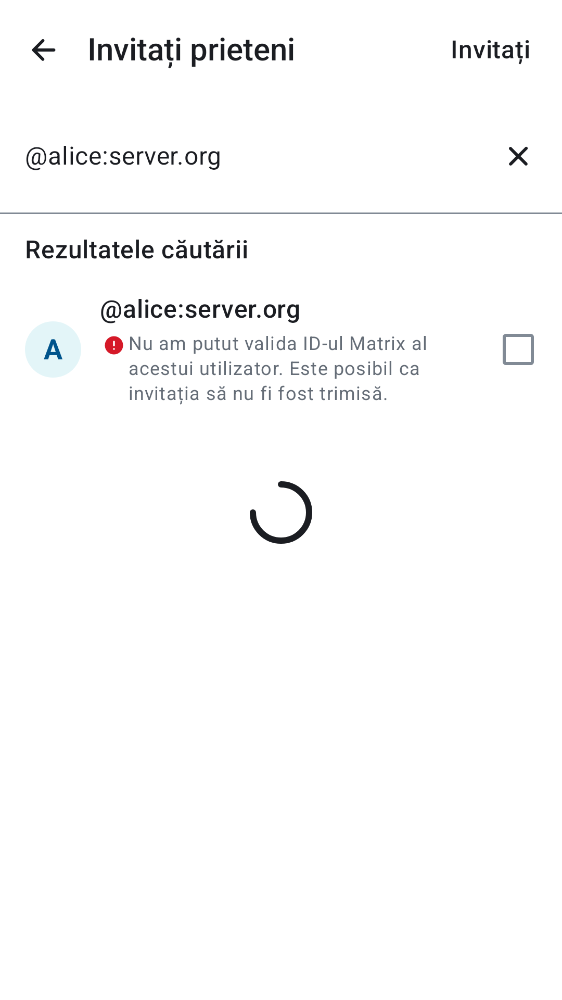 Invitați prieteni
Invitați
@alice:server.org
Rezultatele căutării
@alice:server.org
A
Nu am putut valida ID-ul Matrix al
acestui utilizator. Este posibil ca
invitația să nu fi fost trimisă.